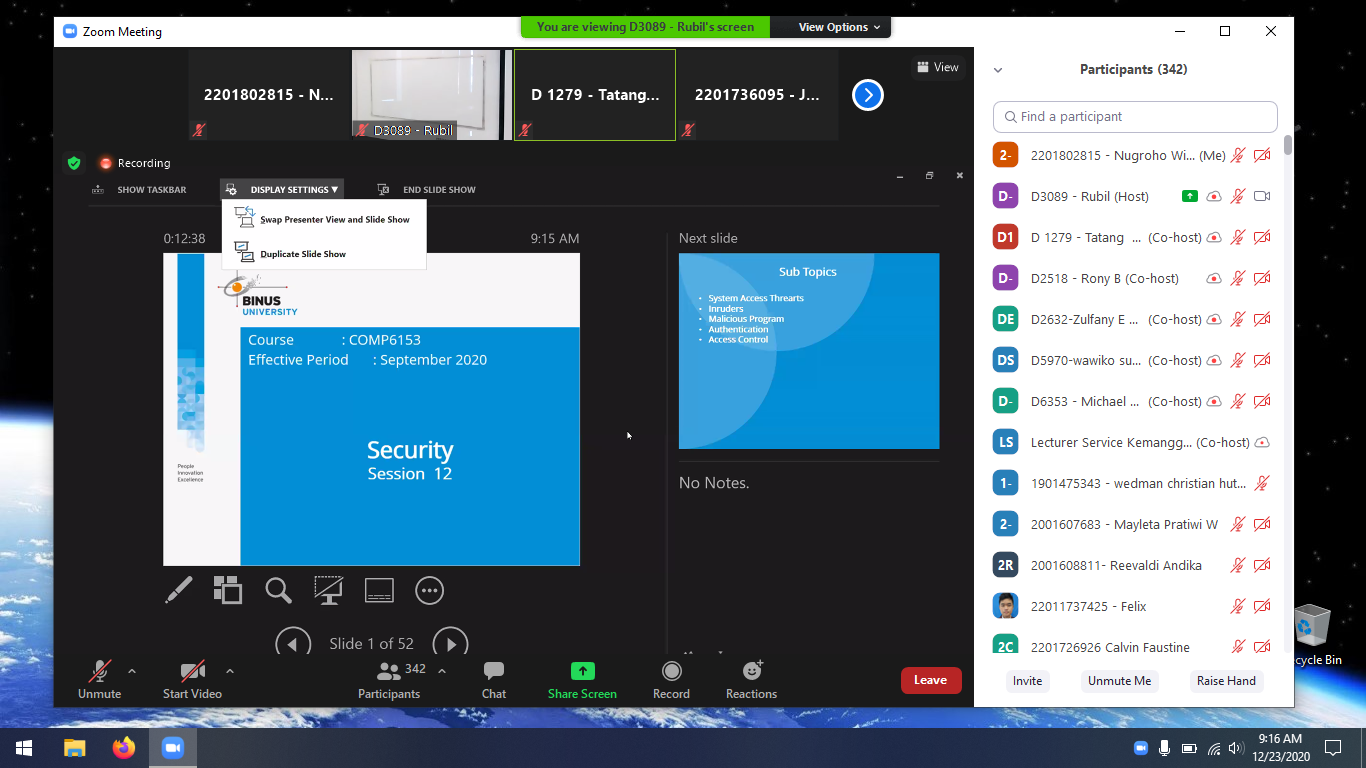 Zoom Meeting
You are viewing D3089 - Rubil's screen
View Options
2201802815 - N...
D3089 - Rubil
D 1279 - Tatang...
2201736095 - J...
View
Recording
SHOW TASKBAR
DISPLAY SETTINGS ▼
END SLIDE SHOW
Swap Presenter View and Slide Show
Duplicate Slide Show
0:12:38
9:15 AM
BINUS
UNIVERSITY
Course : COMP6153
Effective Period : September 2020
Security
Session 12
People
Innovation
Excellence
Slide 1 of 52
Next slide
Sub Topics
• System Access Threarts
• Inruders
• Malicious Program
• Authentication
• Access Control
No Notes.
Unmute
Start Video
342
Participants
Chat
Share Screen
Record
Reactions
Leave
Participants (342)
Find a participant
2- 2201802815 - Nugroho Wi... (Me)
D- D3089 - Rubil (Host)
D1 D 1279 - Tatang ... (Co-host)
D- D2518 - Rony B (Co-host)
DE D2632-Zulfany E ... (Co-host)
DS D5970-wawiko su... (Co-host)
D- D6353 - Michael ... (Co-host)
LS Lecturer Service Kemangg... (Co-host)
1- 1901475343 - wedman christian hut...
2- 2001607683 - Mayleta Pratiwi W
2R 2001608811- Reevaldi Andika
22011737425 - Felix
2C 2201726926 Calvin Faustine
Invite
Unmute Me
Raise Hand
cycle Bin
9:16 AM
12/23/2020